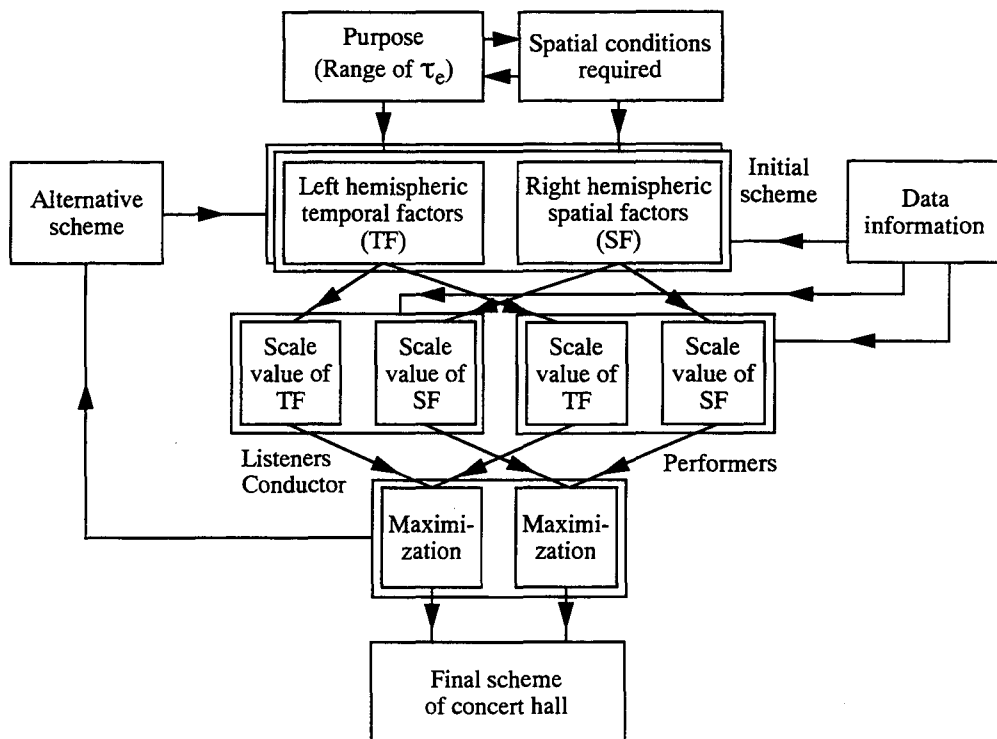 Purpose
(Range of τe)
Spatial conditions
required
Alternative
scheme
Left hemispheric
temporal factors
(TF)
Right hemispheric
spatial factors
(SF)
Initial
scheme
Data
information
Scale
value of
TF
Scale
value of
SF
Scale
value of
TF
Scale
value of
SF
Listeners
Conductor
Performers
Maximi-
zation
Maximi-
zation
Final scheme
of concert hall